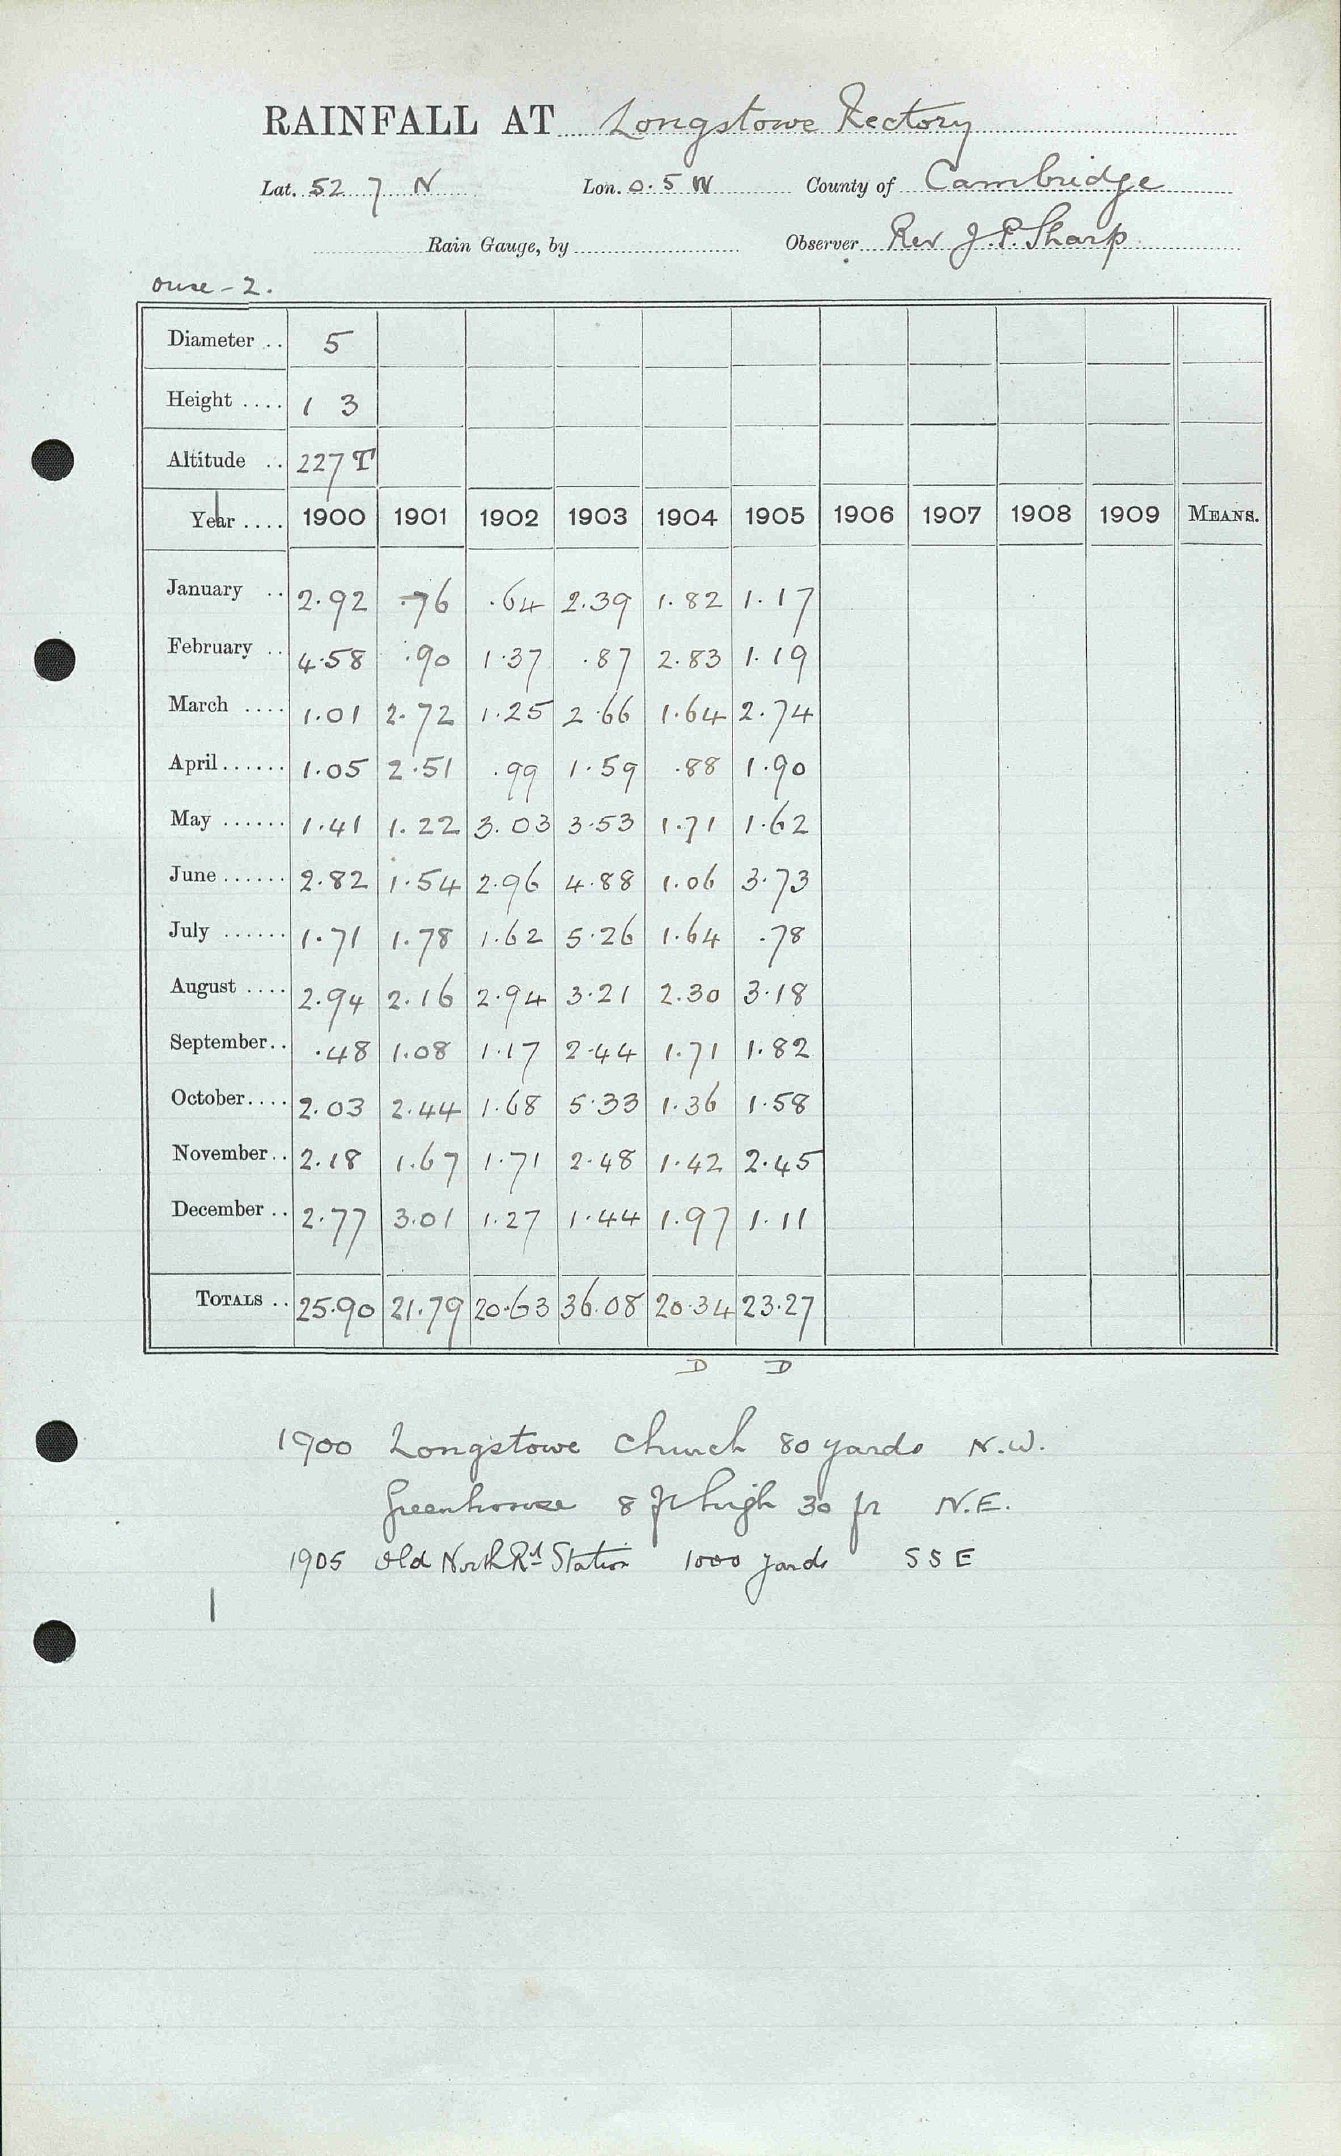 RAINFALL AT Longstowe Rectory
Lat. 52 7 N Lon. 0.5 W County of Cambridge
Rain Gauge, by Observer Rev J. P. Sharp
Ouse - 2.
Diameter .. 5
Height .... 1 3
Altitude .. 227 T
Year .... 1900 1901 1902 1903 1904 1905 1906 1907 1908 1909 MEANS.
January .. 2.92 .76 .64 2.39 1.82 1.17
February .. 4.58 .90 1.37 .87 2.83 1.19
March .... 1.01 2.72 1.25 2.66 1.64 2.74
April...... 1.05 2.51 .99 1.59 .88 1.90
May ...... 1.41 1.22 3.03 3.53 1.71 1.62
June...... 2.82 1.54 2.96 4.88 1.06 3.73
July ...... 1.71 1.78 1.62 5.26 1.64 .78
August .... 2.94 2.16 2.94 3.21 2.30 3.18
September.. .48 1.08 1.17 2.44 1.71 1.82
October.... 2.03 2.44 1.68 5.33 1.36 1.58
November.. 2.18 1.67 1.71 2.48 1.42 2.45
December .. 2.77 3.01 1.27 1.44 1.97 1.11
TOTALS .. 25.90 21.79 20.63 36.08 20.34 23.27
D D
1900 Longstowe Church 80 yards N.W.
Greenhouse 8 ft high 30 ft N.E.
1905 Old North Rd Station 1000 yards S S E